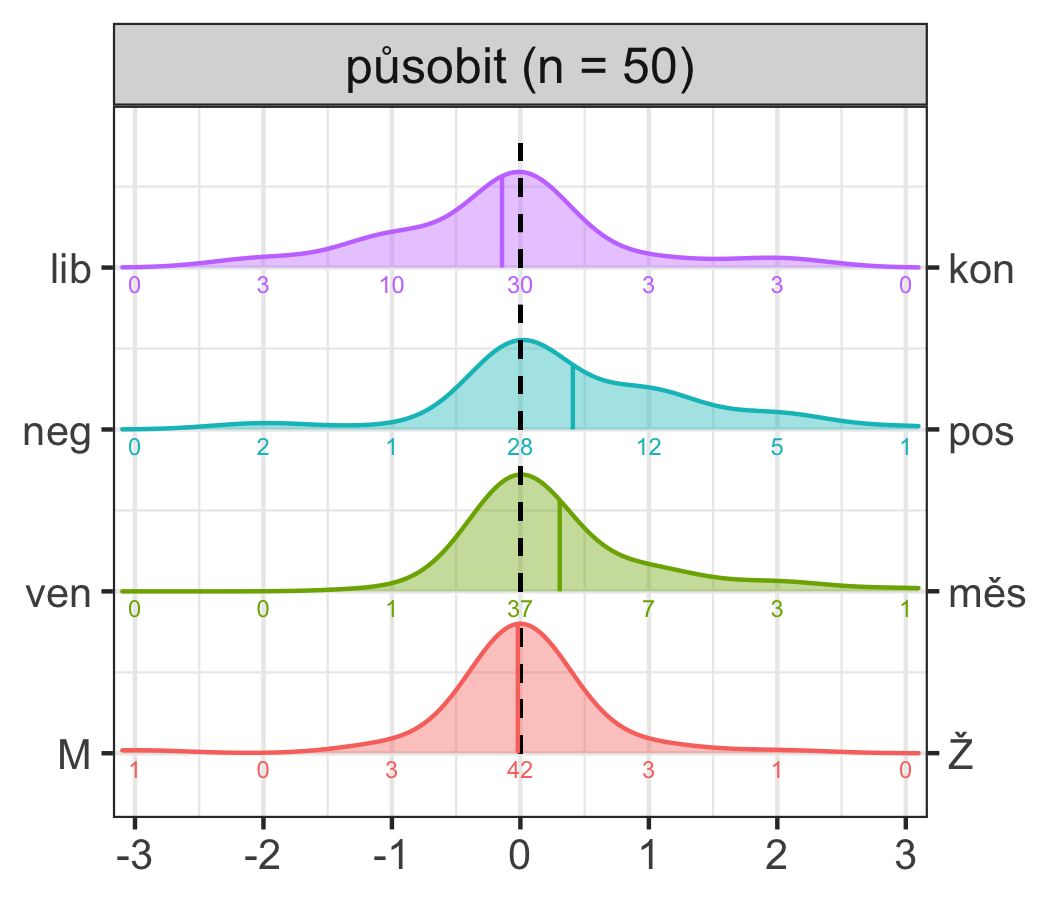 působit (n = 50)
lib kon
0 3 10 30 3 3 0
neg pos
0 2 1 28 12 5 1
ven měs
0 0 1 37 7 3 1
M Ž
1 0 3 42 3 1 0
-3 -2 -1 0 1 2 3